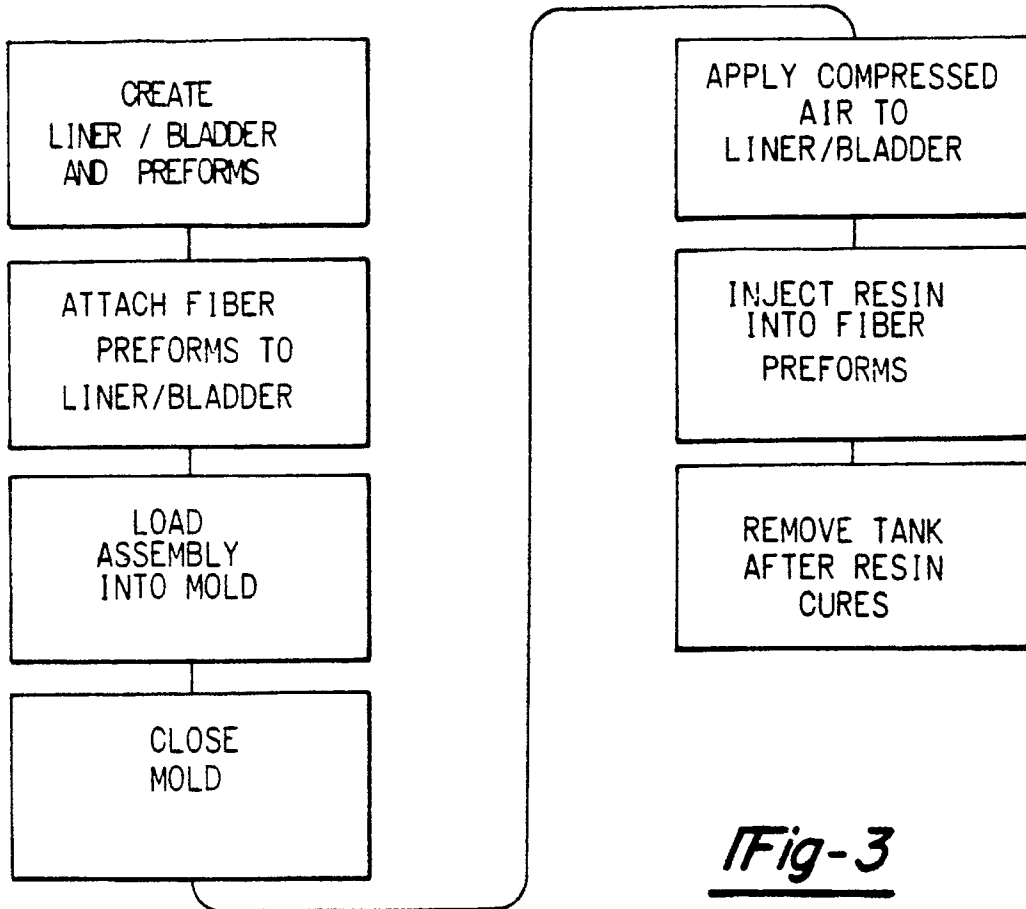 CREATE
LINER / BLADDER
AND PREFORMS
ATTACH FIBER
PREFORMS TO
LINER/BLADDER
LOAD
ASSEMBLY
INTO MOLD
CLOSE
MOLD
APPLY COMPRESSED
AIR TO
LINER/BLADDER
INJECT RESIN
INTO FIBER
PREFORMS
REMOVE TANK
AFTER RESIN
CURES
Fig-3